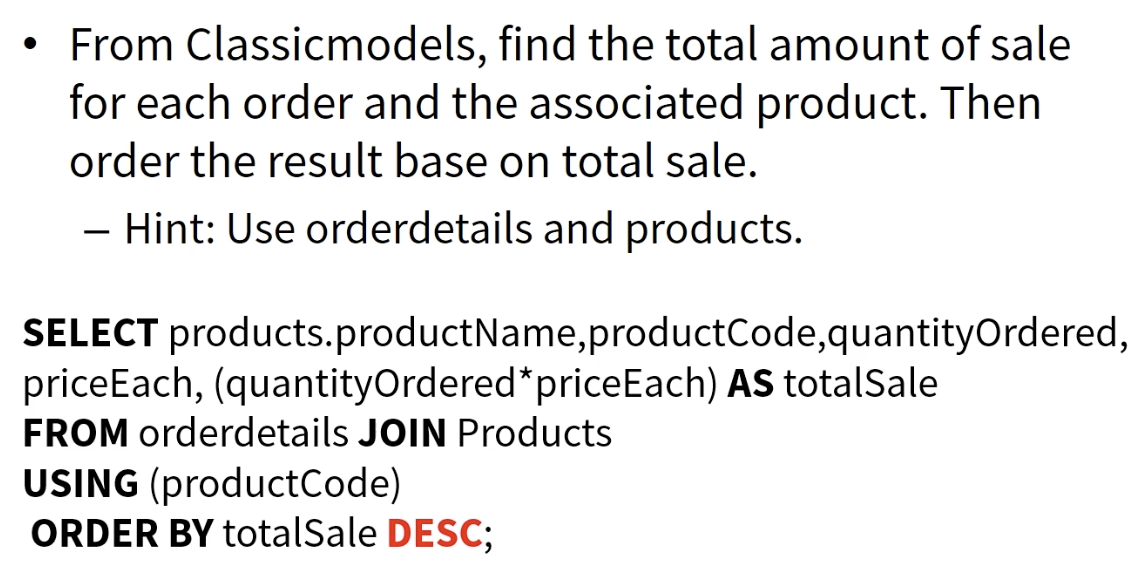 • From Classicmodels, find the total amount of sale
for each order and the associated product. Then
order the result base on total sale.
– Hint: Use orderdetails and products.
SELECT products.productName,productCode,quantityOrdered,
priceEach, (quantityOrdered*priceEach) AS totalSale
FROM orderdetails JOIN Products
USING (productCode)
ORDER BY totalSale DESC;